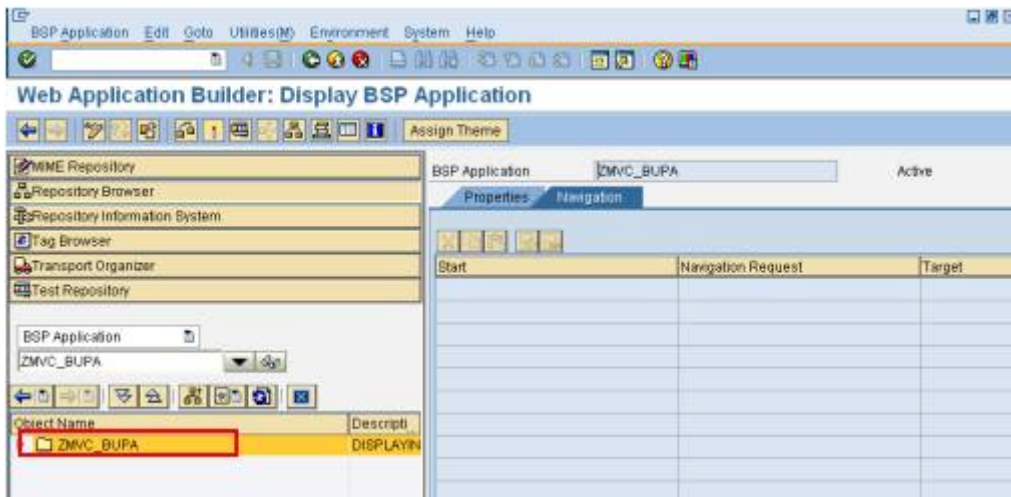 BSP Application Edit Goto Utilities(M) Environment System Help
Web Application Builder: Display BSP Application
Assign Theme
MIME Repository
Repository Browser
Repository Information System
Tag Browser
Transport Organizer
Test Repository
BSP Application
ZMVC_BUPA
Object Name Descripti
ZMVC_BUPA DISPLAYIN
BSP Application ZMVC_BUPA Active
Properties Navigation
Start Navigation Request Target